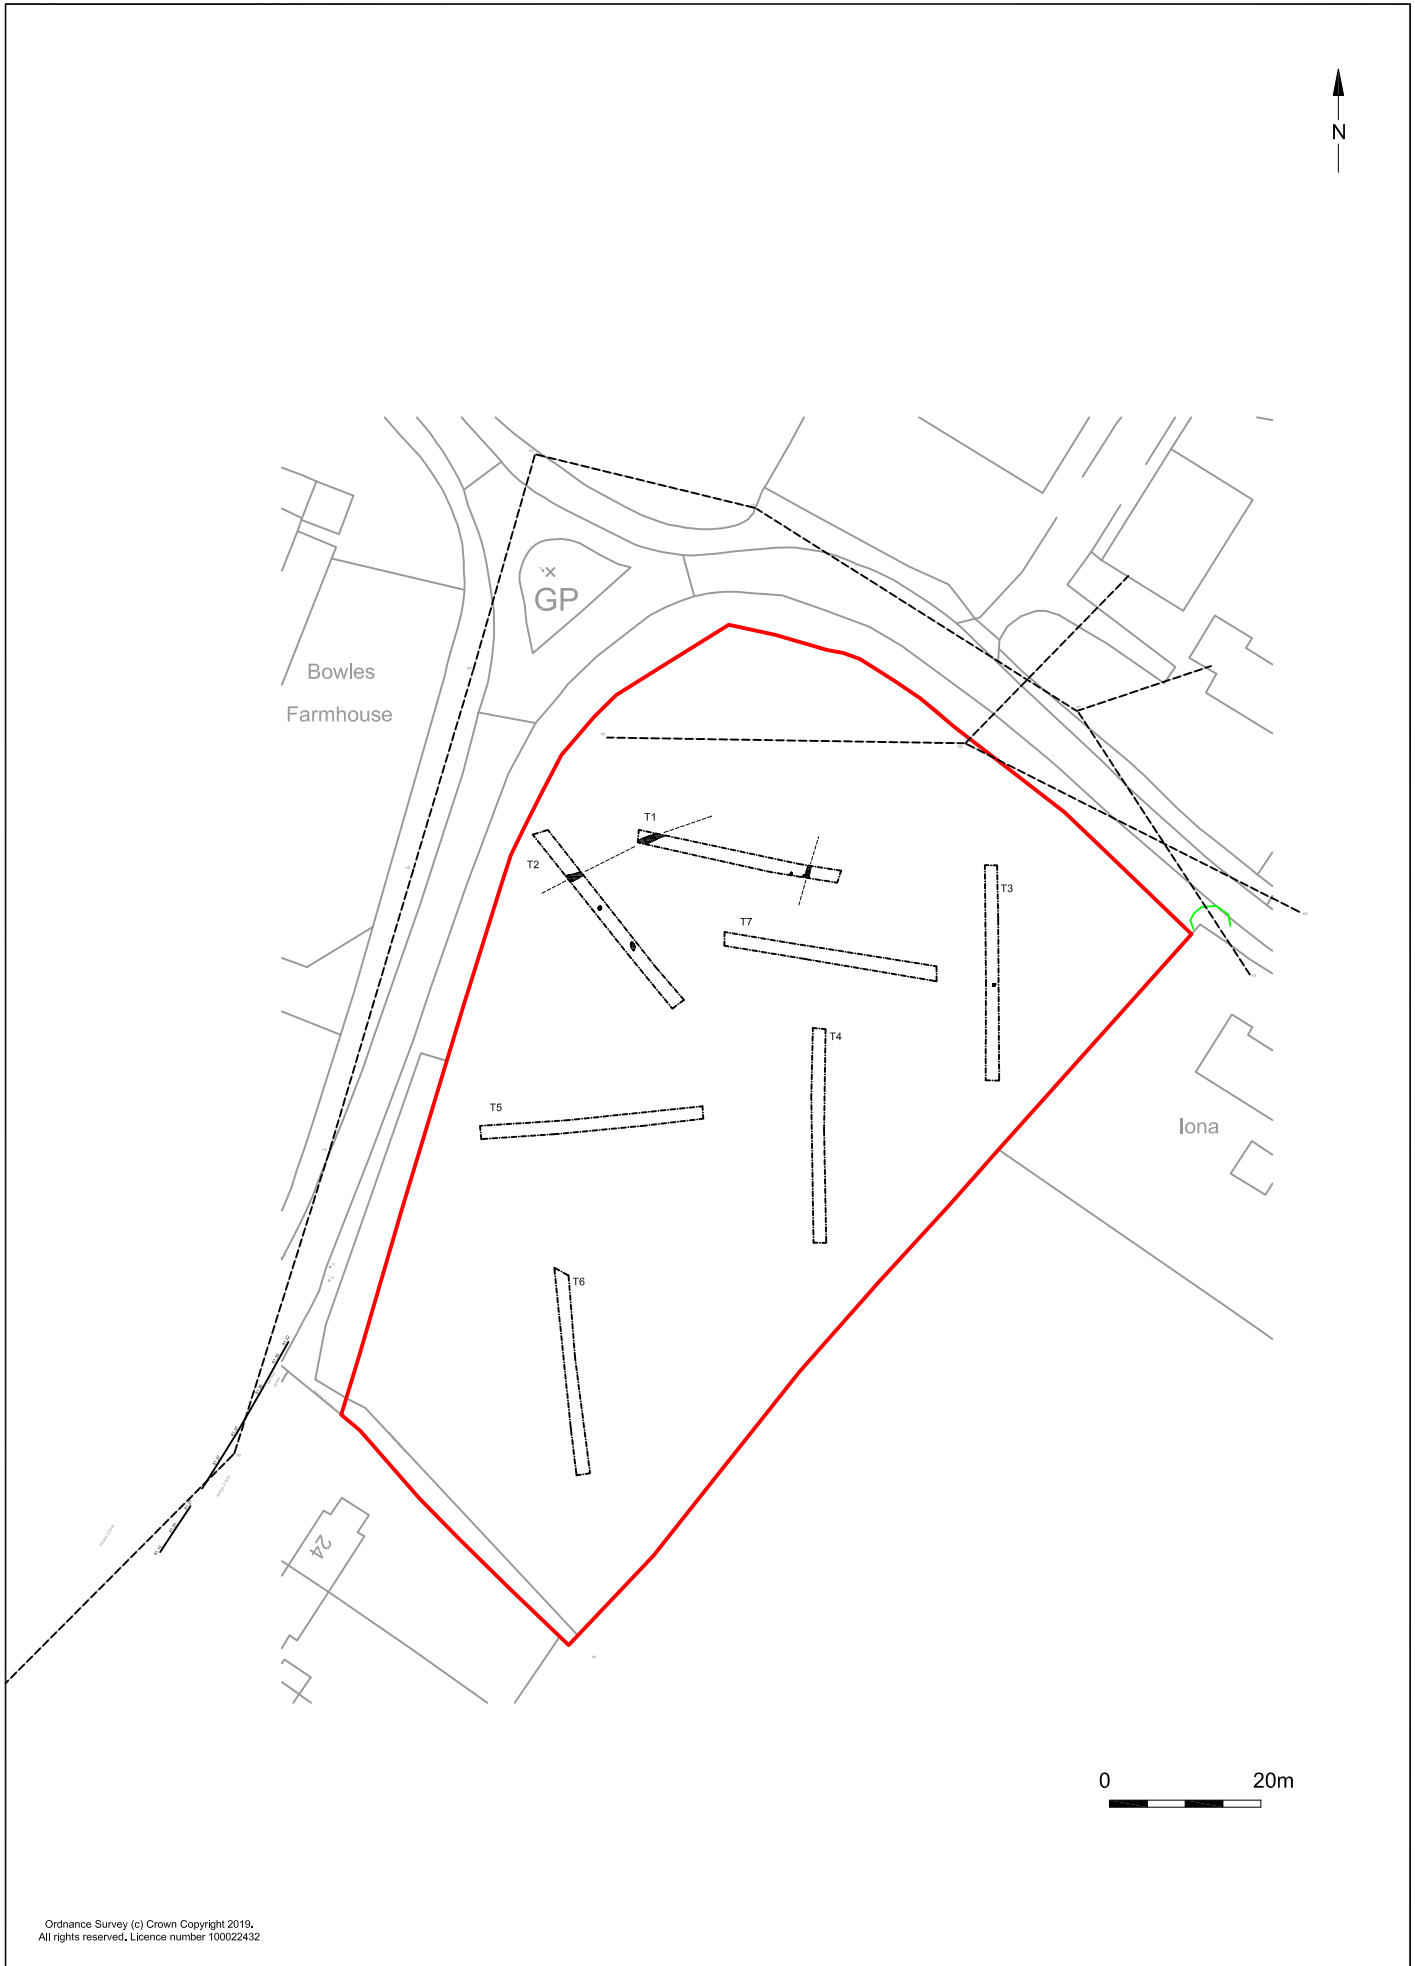 N
GP
Bowles
Farmhouse
T1
T2
T3
T7
T4
T5
Iona
T6
24
0 20m
Ordnance Survey (c) Crown Copyright 2019.
All rights reserved. Licence number 100022432